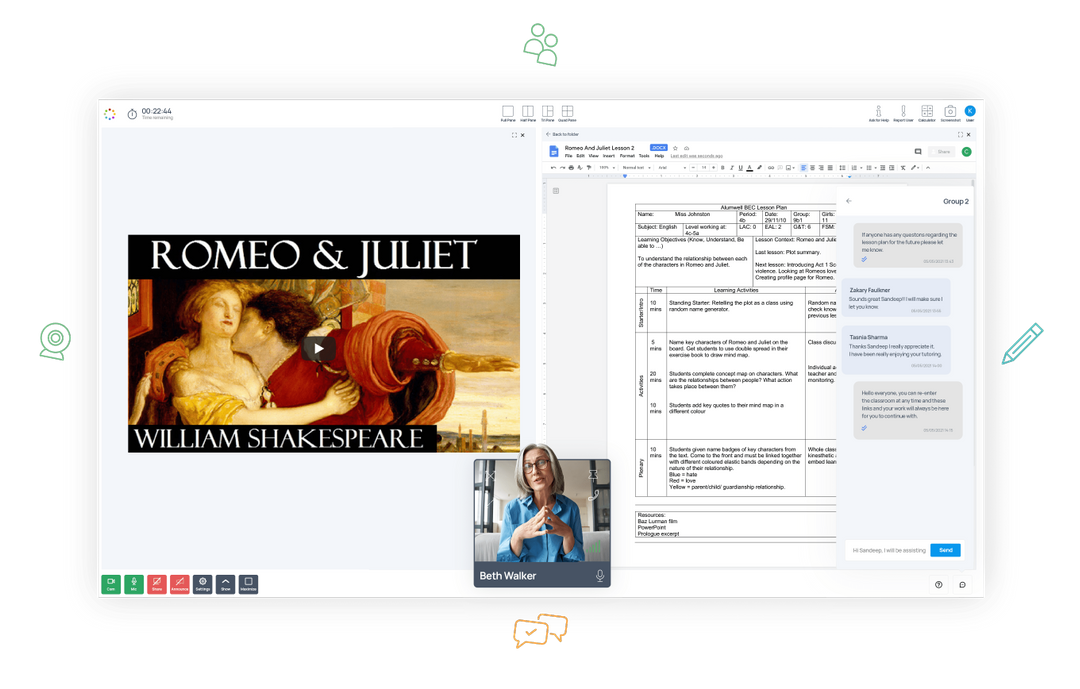 00:22:44
Time remaining
Full Pane
Half Pane
Tri Pane
Quad Pane
Ask for Help
Report User
Calculator
Screenshot
K
User
Back to folder
Romeo And Juliet Lesson 2
.DOCX
File Edit View Insert Format Tools Help
Last edit was seconds ago
Share
C
100%
Normal text
Arial
ROMEO & JULIET
WILLIAM SHAKESPEARE
Alumwell BEC Lesson Plan
Name: Miss Johnston
Period: 4b
Date: 29/11/10
Group: 9b1
Girls: 11
Subject: English
Level working at: 4c-5a
LAC: 0
EAL: 2
G&T: 6
FSM:
Learning Objectives (Know, Understand, Be
able to …)
To understand the relationship between each
of the characters in Romeo and Juliet.
Lesson Context: Romeo and Julie
Last lesson: Plot summary.
Next lesson: Introducing Act 1 Sc
violence. Looking at Romeos love
Creating profile page for Romeo.
Time
Learning Activities
Starter/Intro
10
mins
Standing Starter: Retelling the plot as a class using
random name generator.
Random na
check know
previous les
Activities
5
mins
Name key characters of Romeo and Juliet on the
board. Get students to use double spread in their
exercise book to draw mind map.
Class discu
20
mins
Students complete concept map on characters. What
are the relationships between people? What action
takes place between them?
Individual a
teacher and
monitoring.
10
mins
Students add key quotes to their mind map in a
different colour
Plenary
10
mins
Students given name badges of key characters from
the text. Come to the front and must be linked together
with different coloured elastic bands depending on the
nature of their relationship.
Blue = hate
Red = love
Yellow = parent/child/ guardianship relationship.
Whole class
kinesthetic
embed lear
Resources:
Baz Lurman film
PowerPoint
Prologue excerpt
Group 2
If anyone has any questions regarding the
lesson plan for the future please let
me know.
Zakary Faulkner
Sounds great Sandeep!! I will make sure I
let you know.
Tasnia Sharma
Thanks Sandeep I really appreciate it.
I have been really enjoying your tutoring.
Hello everyone, you can re-enter
the classroom at any time and these
links and your work will always be here
for you to continue with.
Hi Sandeep, I will be assisting
Send
Beth Walker
Cam
Mic
Share
Announce
Settings
Show
Maximise